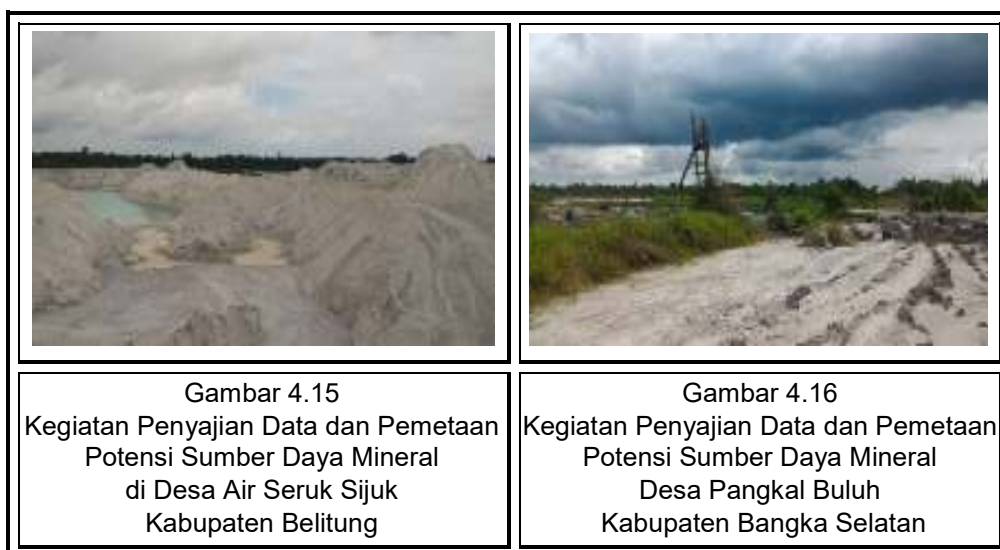 Gambar 4.15
Kegiatan Penyajian Data dan Pemetaan
Potensi Sumber Daya Mineral
di Desa Air Seruk Sijuk
Kabupaten Belitung
Gambar 4.16
Kegiatan Penyajian Data dan Pemetaan
Potensi Sumber Daya Mineral
Desa Pangkal Buluh
Kabupaten Bangka Selatan